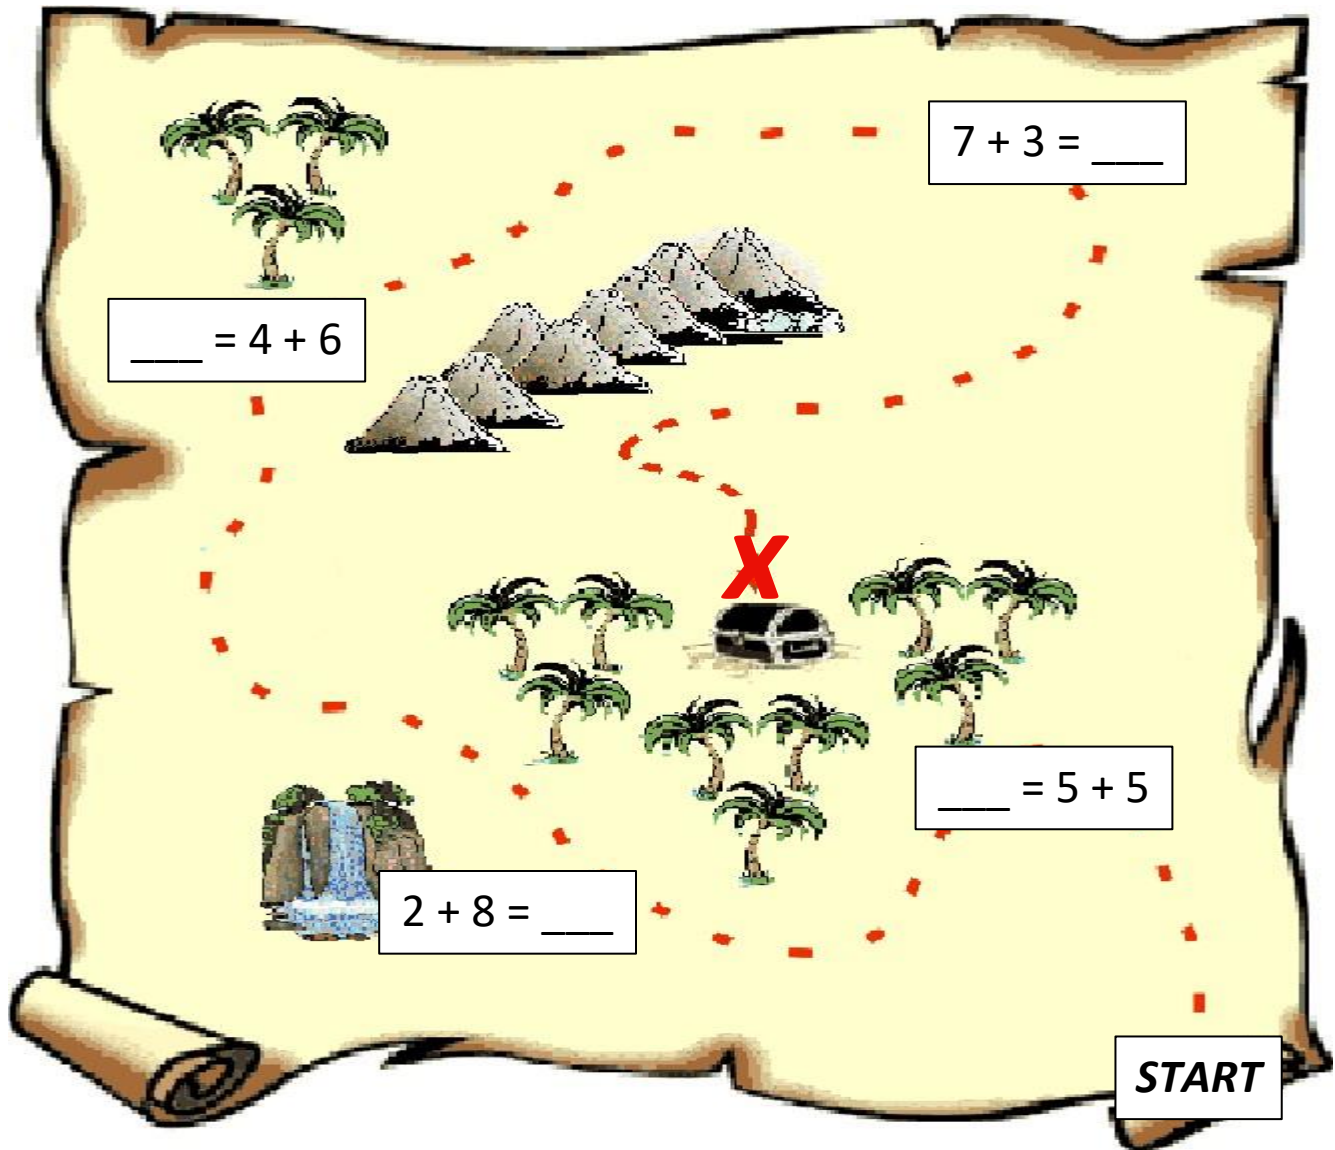 7 + 3 = ___
___ = 4 + 6
X
___ = 5 + 5
2 + 8 = ___
START